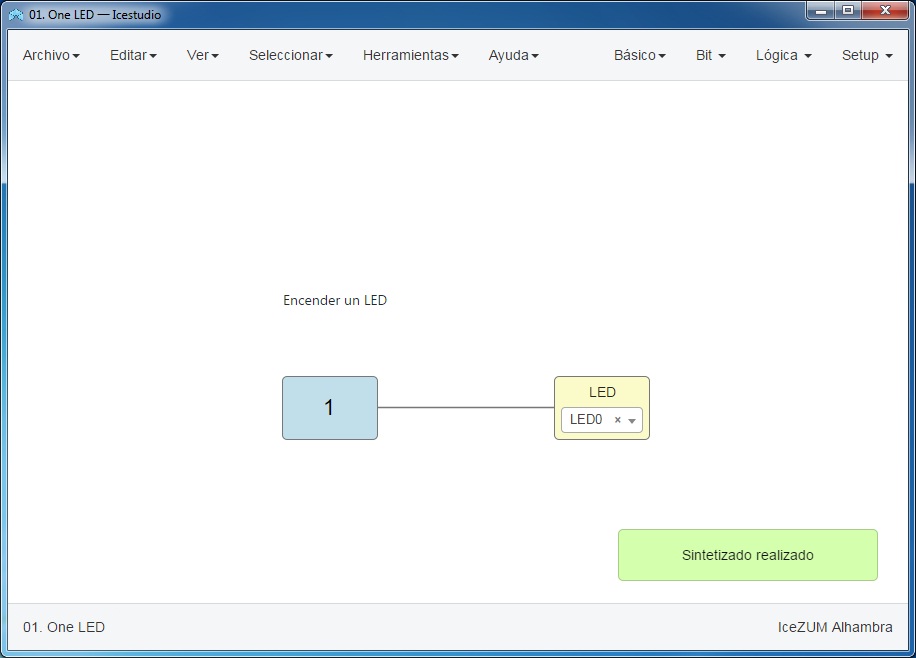 01. One LED — Icestudio
Archivo Editar Ver Seleccionar Herramientas Ayuda Básico Bit Lógica Setup
Encender un LED
LED
1
LED0 ×
Sintetizado realizado
01. One LED IceZUM Alhambra